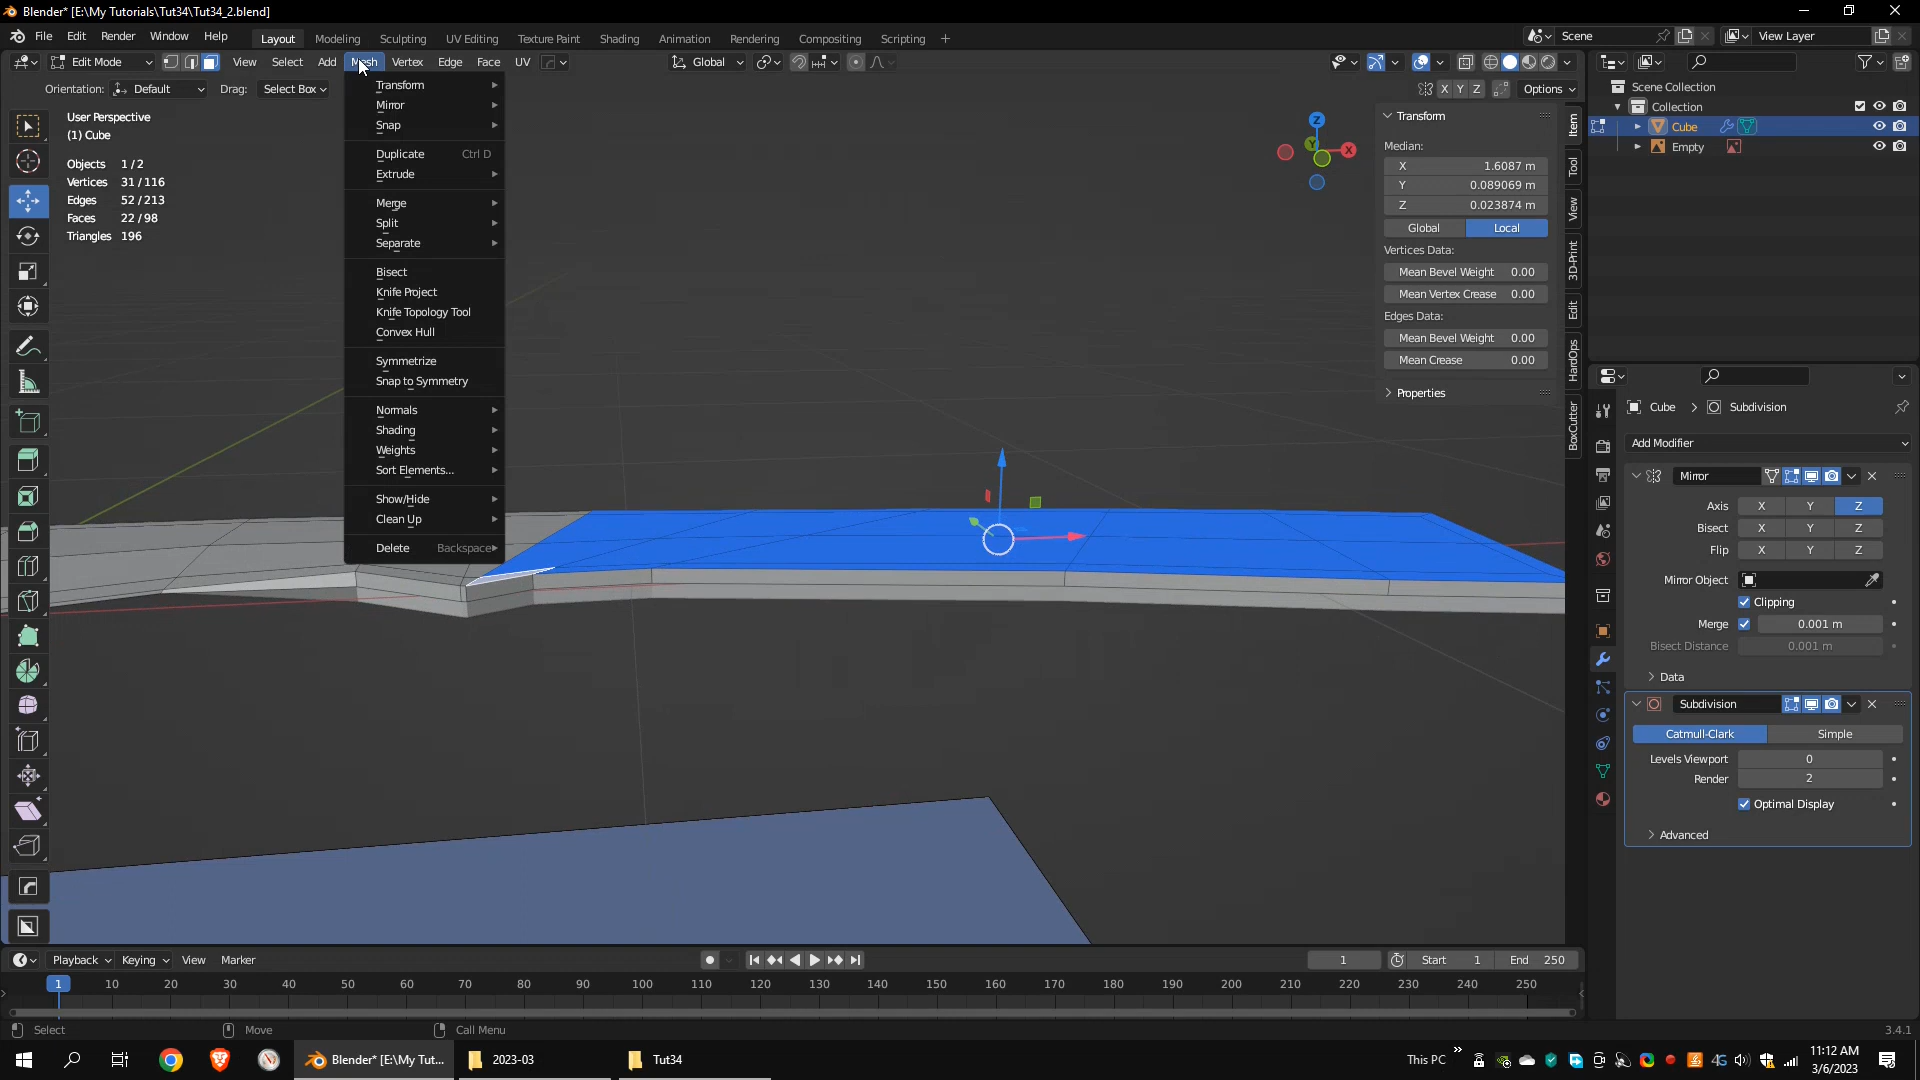 Blender* [E:\My Tutorials\Tut34\Tut34_2.blend]
File Edit Render Window Help
Layout Modeling Sculpting UV Editing Texture Paint Shading Animation Rendering Compositing Scripting +
Scene
View Layer
Edit Mode View Select Add Mesh Vertex Edge Face UV
Global
Orientation: Default Drag: Select Box
X Y Z Options
User Perspective
(1) Cube
Objects 1 / 2
Vertices 31 / 116
Edges 52 / 213
Faces 22 / 98
Triangles 196
Transform
Mirror
Snap
Duplicate Ctrl D
Extrude
Merge
Split
Separate
Bisect
Knife Project
Knife Topology Tool
Convex Hull
Symmetrize
Snap to Symmetry
Normals
Shading
Weights
Sort Elements...
Show/Hide
Clean Up
Delete Backspace
Z
Y
X
Transform
Median:
X 1.6087 m
Y 0.089069 m
Z 0.023874 m
Global Local
Vertices Data:
Mean Bevel Weight 0.00
Mean Vertex Crease 0.00
Edges Data:
Mean Bevel Weight 0.00
Mean Crease 0.00
Properties
Item
Tool
View
3D-Print
Edit
HardOps
BoxCutter
Scene Collection
Collection
Cube
Empty
Cube Subdivision
Add Modifier
Mirror
Axis X Y Z
Bisect X Y Z
Flip X Y Z
Mirror Object
Clipping
Merge 0.001 m
Bisect Distance 0.001 m
Data
Subdivision
Catmull-Clark Simple
Levels Viewport 0
Render 2
Optimal Display
Advanced
Playback Keying View Marker
1 Start 1 End 250
1 10 20 30 40 50 60 70 80 90 100 110 120 130 140 150 160 170 180 190 200 210 220 230 240 250
Select Move Call Menu
3.4.1
Blender* [E:\My Tut... 2023-03 Tut34
This PC
4G
11:12 AM
3/6/2023